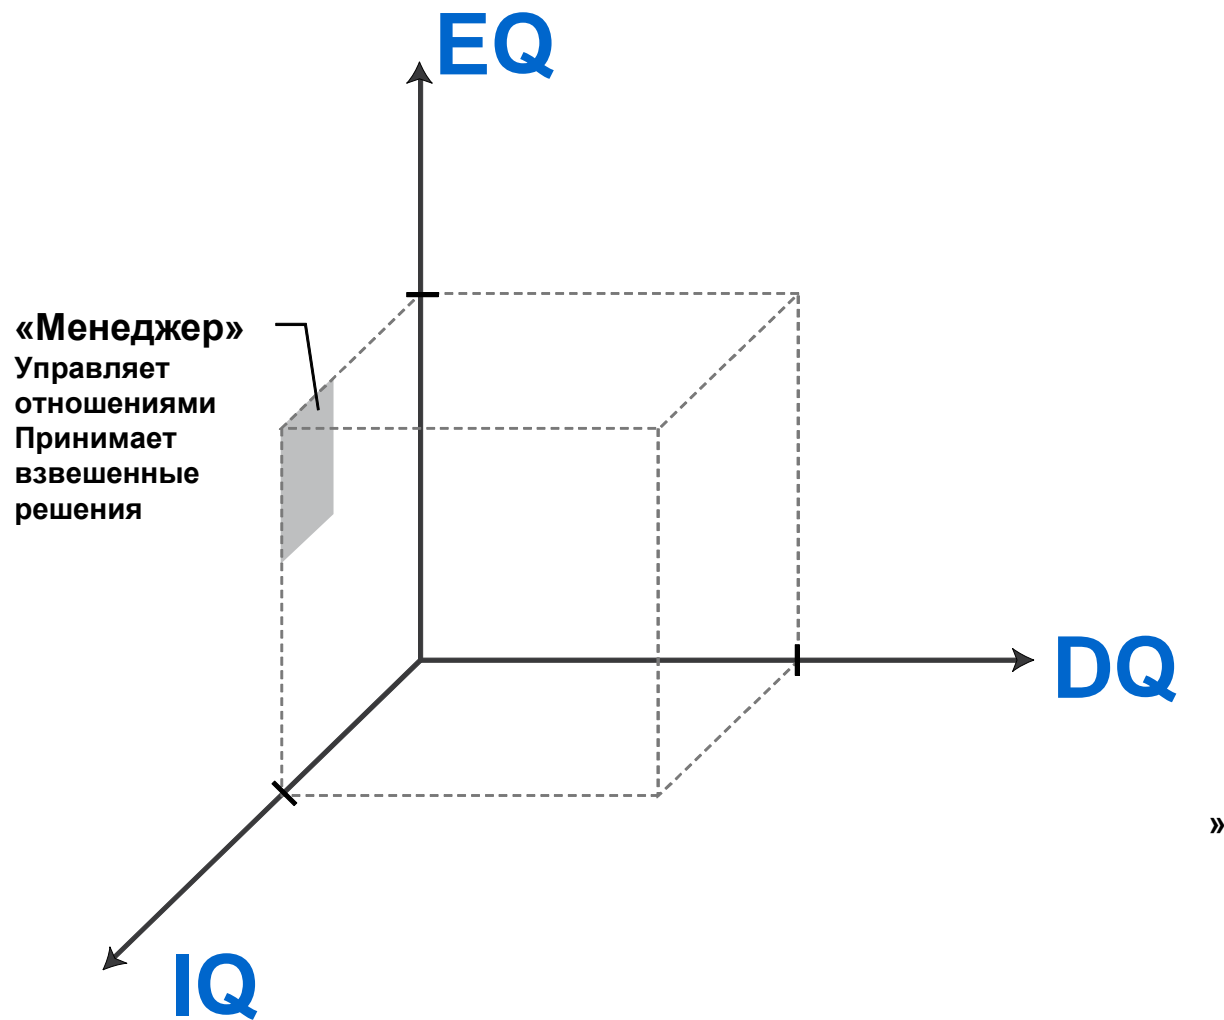 EQ
«Менеджер»
Управляет
отношениями
Принимает
взвешенные
решения
DQ
»
IQ